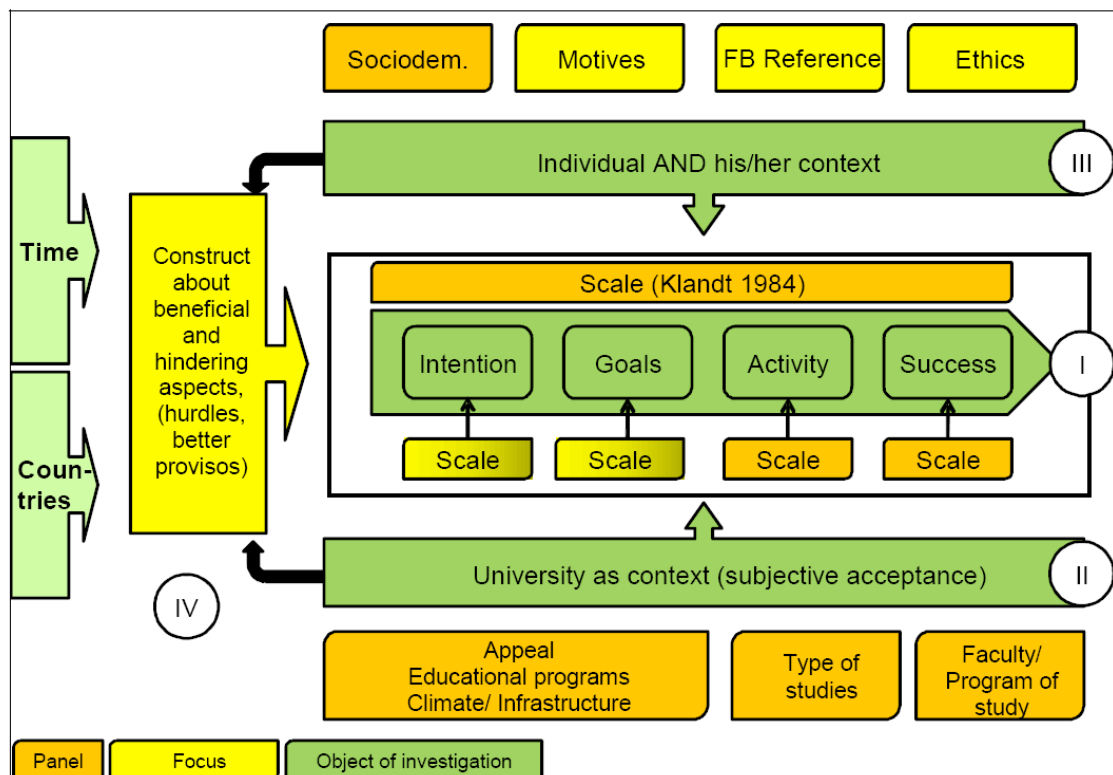 Sociodem.
Motives
FB Reference
Ethics
Individual AND his/her context
III
Time
Construct
about
beneficial
and
hindering
aspects,
(hurdles,
better
provisos)
Scale (Klandt 1984)
Intention
Goals
Activity
Success
I
Scale
Scale
Scale
Scale
Coun-
tries
University as context (subjective acceptance)
II
IV
Appeal
Educational programs
Climate/ Infrastructure
Type of
studies
Faculty/
Program of
study
Panel
Focus
Object of investigation